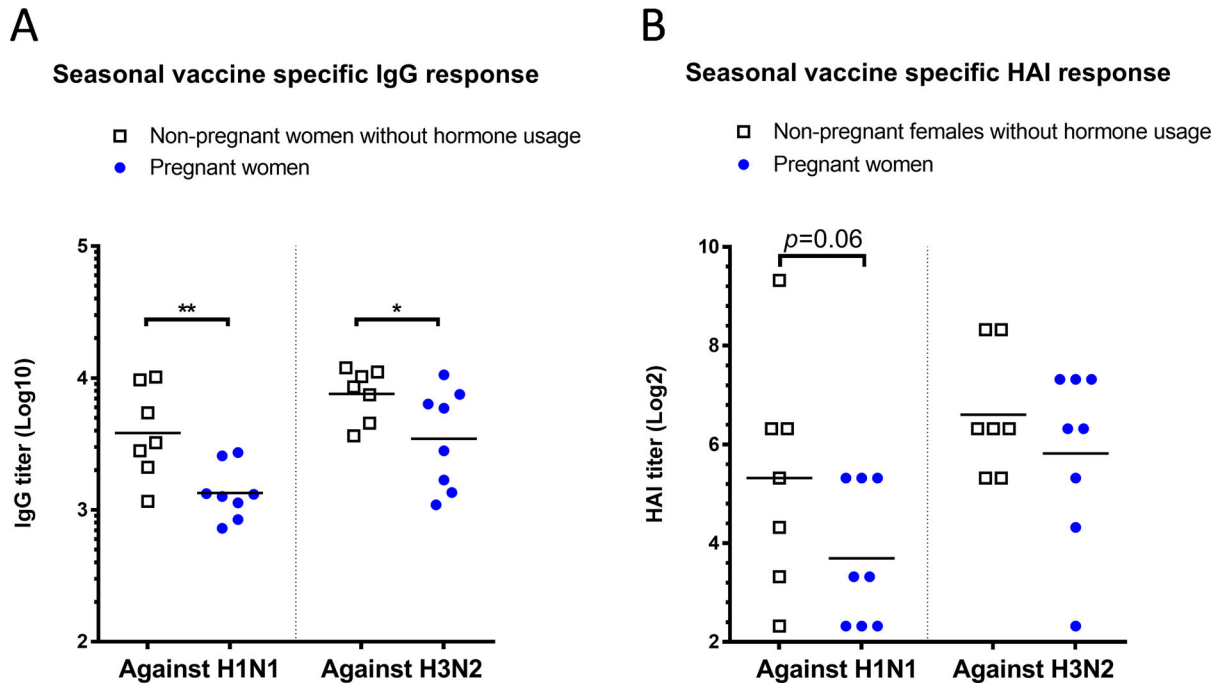 A
Seasonal vaccine specific IgG response
Non-pregnant women without hormone usage
Pregnant women
IgG titer (Log10)
5
4
3
2
**
*
Against H1N1
Against H3N2
B
Seasonal vaccine specific HAI response
Non-pregnant females without hormone usage
Pregnant women
HAI titer (Log2)
10
8
6
4
2
p=0.06
Against H1N1
Against H3N2